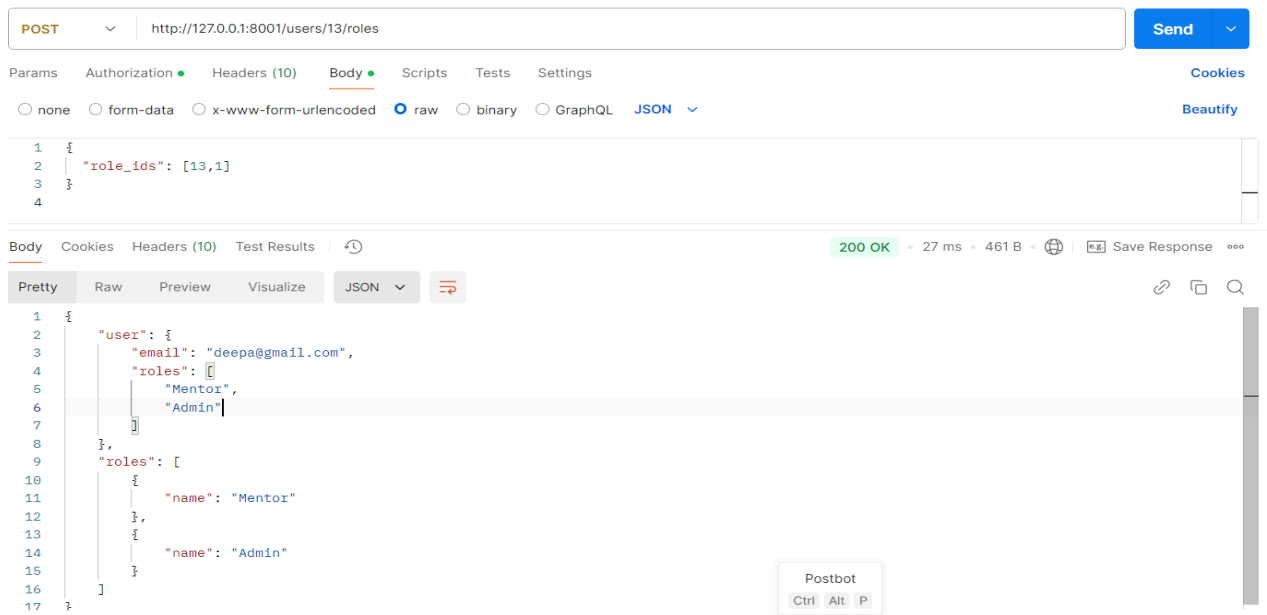 POST http://127.0.0.1:8001/users/13/roles Send
Params Authorization Headers (10) Body Scripts Tests Settings Cookies
none form-data x-www-form-urlencoded raw binary GraphQL JSON Beautify
1 {
2 "role_ids": [13,1]
3 }
4
Body Cookies Headers (10) Test Results 200 OK 27 ms 461 B e.g. Save Response
Pretty Raw Preview Visualize JSON
1 {
2 "user": {
3 "email": "deepa@gmail.com",
4 "roles": [
5 "Mentor",
6 "Admin"
7 ]
8 },
9 "roles": [
10 {
11 "name": "Mentor"
12 },
13 {
14 "name": "Admin"
15 }
16 ]
17 }
Postbot
Ctrl Alt P